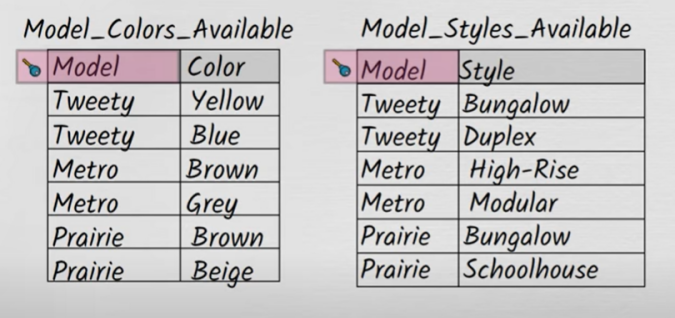 Model_Colors_Available
Model Color
Tweety Yellow
Tweety Blue
Metro Brown
Metro Grey
Prairie Brown
Prairie Beige
Model_Styles_Available
Model Style
Tweety Bungalow
Tweety Duplex
Metro High-Rise
Metro Modular
Prairie Bungalow
Prairie Schoolhouse